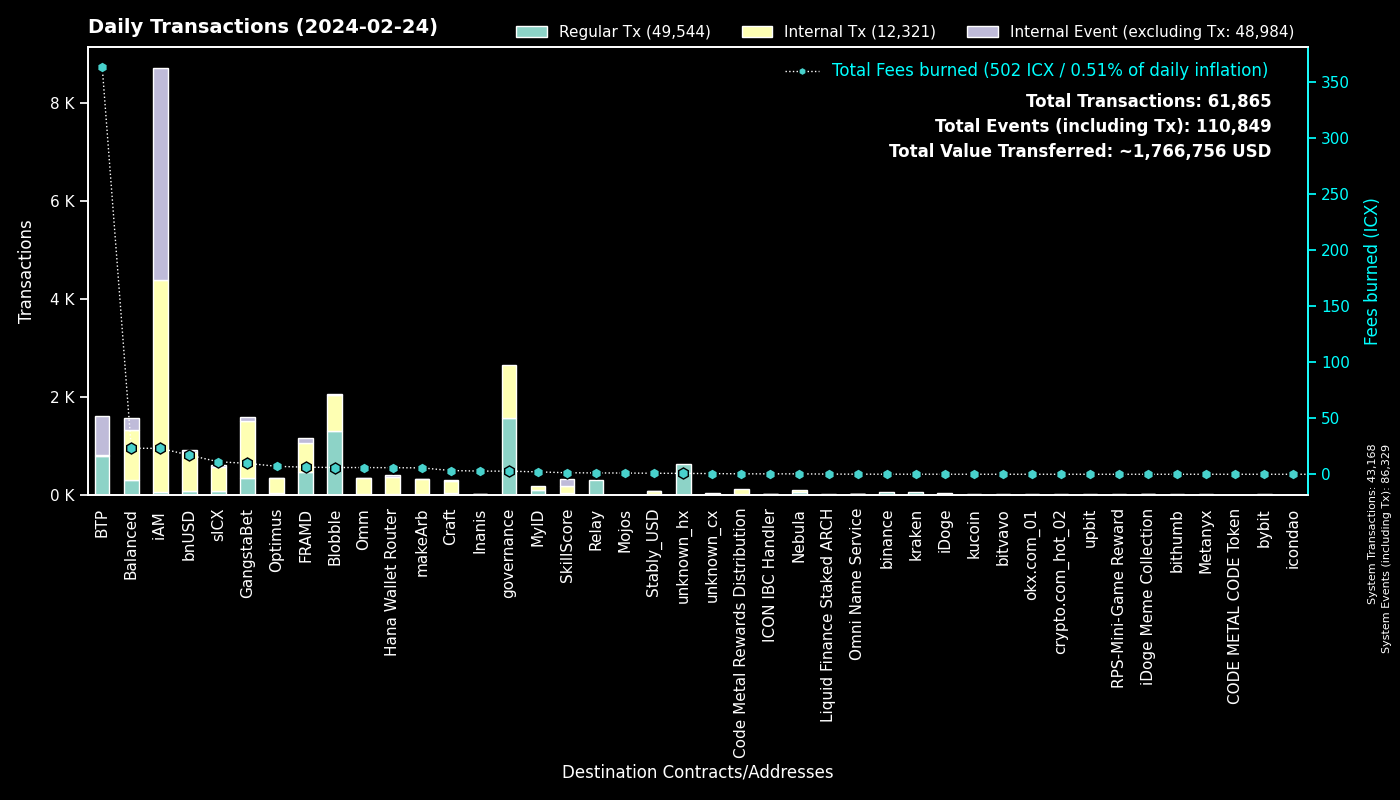 Daily Transactions (2024-02-24)
Regular Tx (49,544)
Internal Tx (12,321)
Internal Event (excluding Tx: 48,984)
Total Fees burned (502 ICX / 0.51% of daily inflation)
Total Transactions: 61,865
Total Events (including Tx): 110,849
Total Value Transferred: ~1,766,756 USD
Transactions
8 K
6 K
4 K
2 K
0 K
350
300
250
200
150
100
50
0
Fees burned (ICX)
BTP
Balanced
iAM
bnUSD
sICX
GangstaBet
Optimus
FRAMD
Blobble
Omm
Hana Wallet Router
makeArb
Craft
Inanis
governance
MyID
SkillScore
Relay
Mojos
Stably_USD
unknown_hx
unknown_cx
Code Metal Rewards Distribution
ICON IBC Handler
Nebula
Liquid Finance Staked ARCH
Omni Name Service
binance
kraken
iDoge
kucoin
bitvavo
okx.com_01
crypto.com_hot_02
upbit
RPS-Mini-Game Reward
iDoge Meme Collection
bithumb
Metanyx
CODE METAL CODE Token
bybit
icondao
Destination Contracts/Addresses
System Transactions: 43,168
System Events (including Tx): 86,329